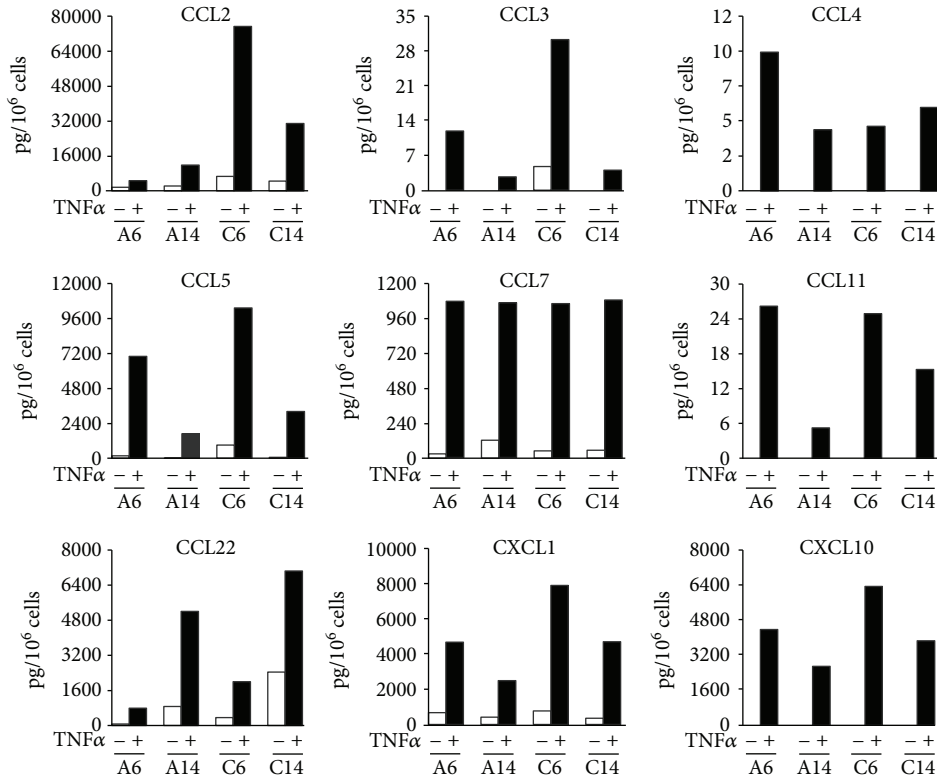 CCL2
80000
64000
48000
32000
16000
0
pg/10⁶ cells
TNFα − + − + − + − +
A6 A14 C6 C14
CCL3
35
28
21
14
7
0
pg/10⁶ cells
TNFα − + − + − + − +
A6 A14 C6 C14
CCL4
12
10
7
5
2
0
pg/10⁶ cells
TNFα − + − + − + − +
A6 A14 C6 C14
CCL5
12000
9600
7200
4800
2400
0
pg/10⁶ cells
TNFα − + − + − + − +
A6 A14 C6 C14
CCL7
1200
960
720
480
240
0
pg/10⁶ cells
TNFα − + − + − + − +
A6 A14 C6 C14
CCL11
30
24
18
12
6
0
pg/10⁶ cells
TNFα − + − + − + − +
A6 A14 C6 C14
CCL22
8000
6400
4800
3200
1600
0
pg/10⁶ cells
TNFα − + − + − + − +
A6 A14 C6 C14
CXCL1
10000
8000
6000
4000
2000
0
pg/10⁶ cells
TNFα − + − + − + − +
A6 A14 C6 C14
CXCL10
8000
6400
4800
3200
1600
0
pg/10⁶ cells
TNFα − + − + − + − +
A6 A14 C6 C14